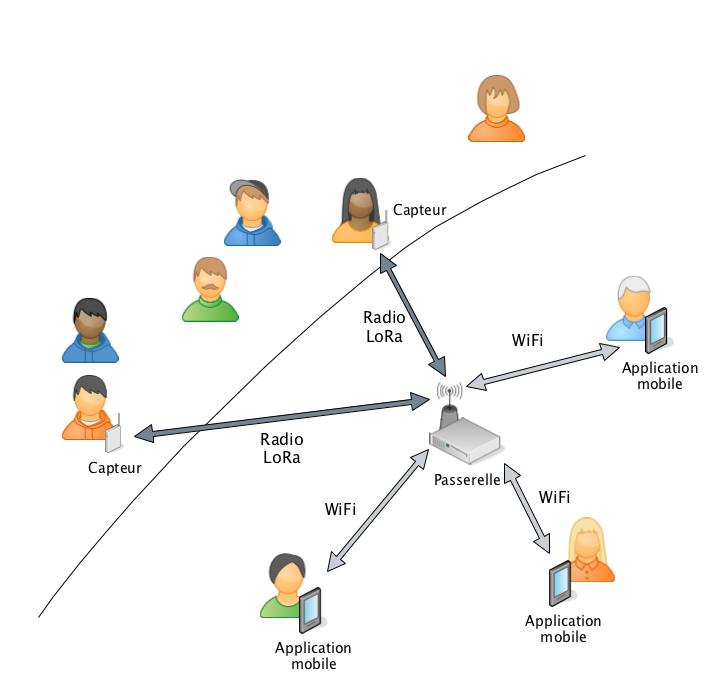 Capteur
Radio
LoRa
WiFi
Application
mobile
Radio
LoRa
Capteur
Passerelle
WiFi
WiFi
Application
mobile
Application
mobile